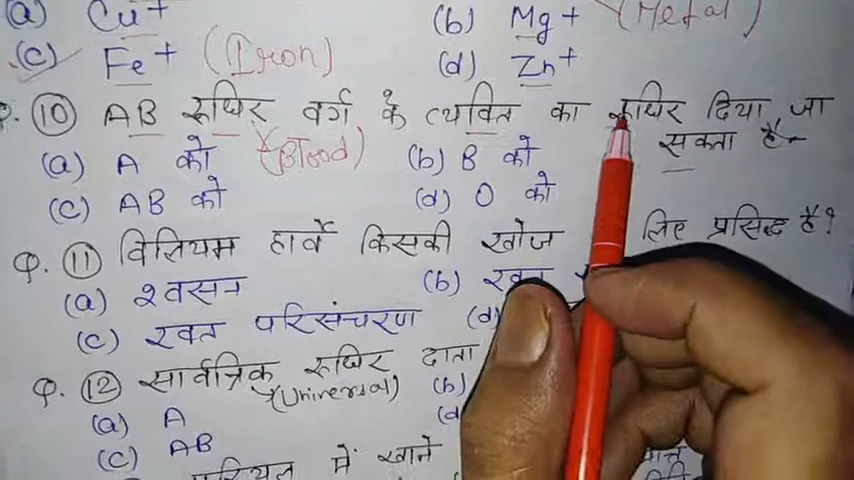 (a) Cu+ (b) Mg+ (Metal)
(c) Fe+ (Iron) (d) Zn+
Q. 10 AB रूधिर वर्ग के व्यक्ति का रूधिर दिया जा
सकता है-
(a) A को (Blood) (b) B को
(c) AB को (d) O को
Q. 11 विलियम हार्वे किसकी खोज लिए प्रसिद्ध है?
(a) श्वसन (b) रक्त
(c) रक्त परिसंचरण (d)
Q. 12 सार्वत्रिक रूधिर दाता
(Universal) (b)
(a) A
(c) AB
में खाने